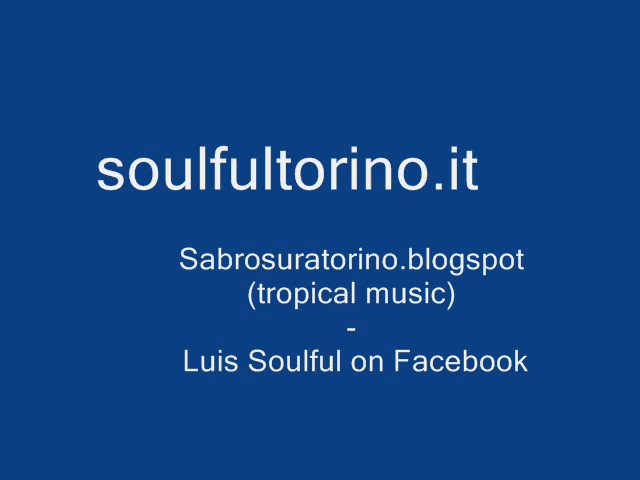 soulfultorino.it
Sabrosuratorino.blogspot
(tropical music)
-
Luis Soulful on Facebook